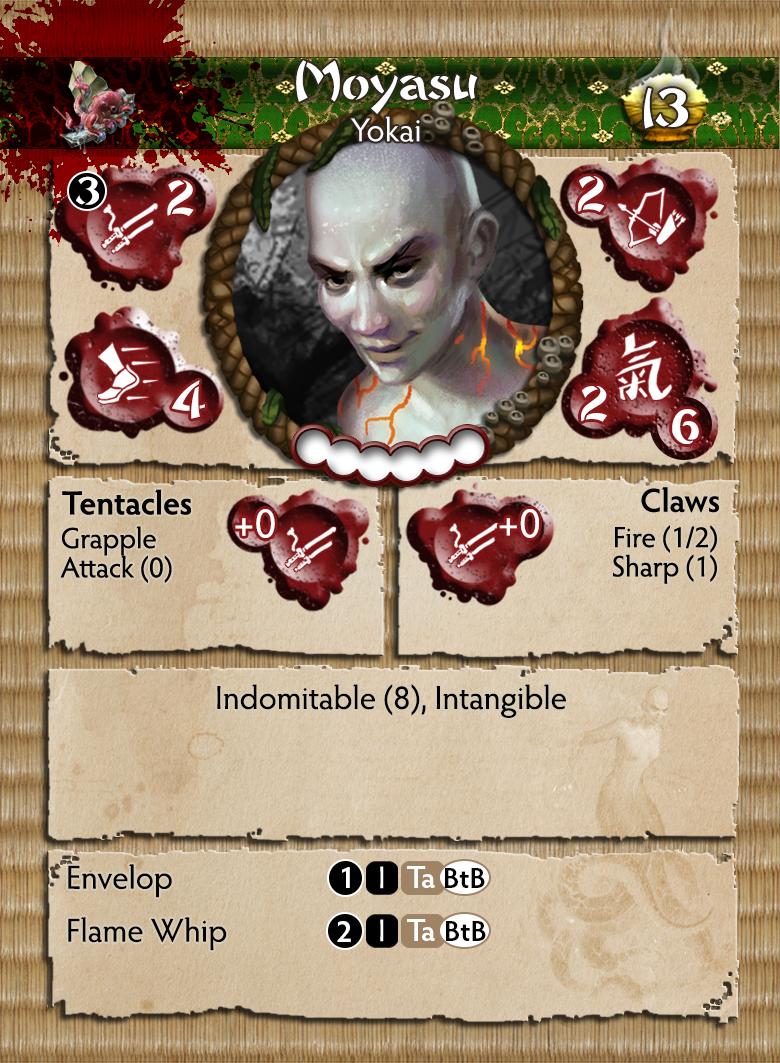 Moyasu
13
Yokai
3 2
2
4
氣
2 6
Tentacles
Grapple
Attack (0)
+0
+0
Claws
Fire (1/2)
Sharp (1)
Indomitable (8), Intangible
Envelop 1 I Ta BtB
Flame Whip 2 I Ta BtB